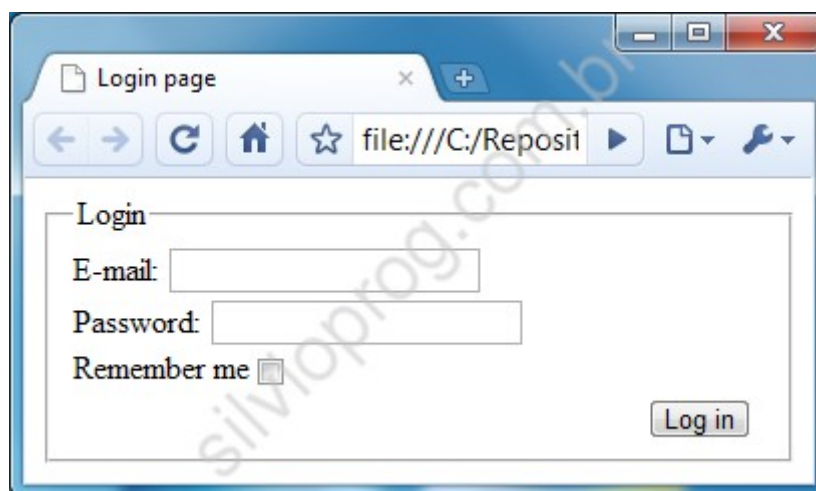 Login page
file:///C:/Reposit
Login
E-mail:
Password:
Remember me
Log in
silvioprog.com.br